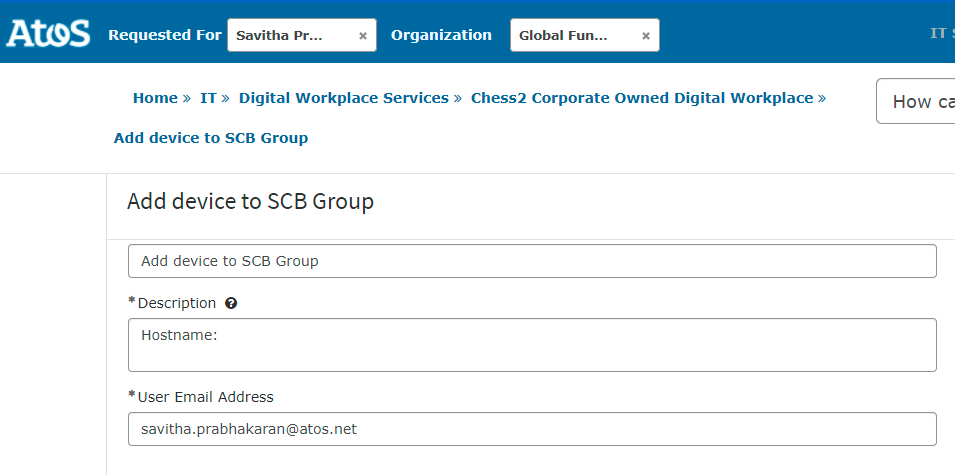 Atos Requested For Savitha Pr... × Organization Global Fun... × IT
Home » IT » Digital Workplace Services » Chess2 Corporate Owned Digital Workplace »
How ca
Add device to SCB Group
Add device to SCB Group
Add device to SCB Group
*Description ?
Hostname:
*User Email Address
savitha.prabhakaran@atos.net